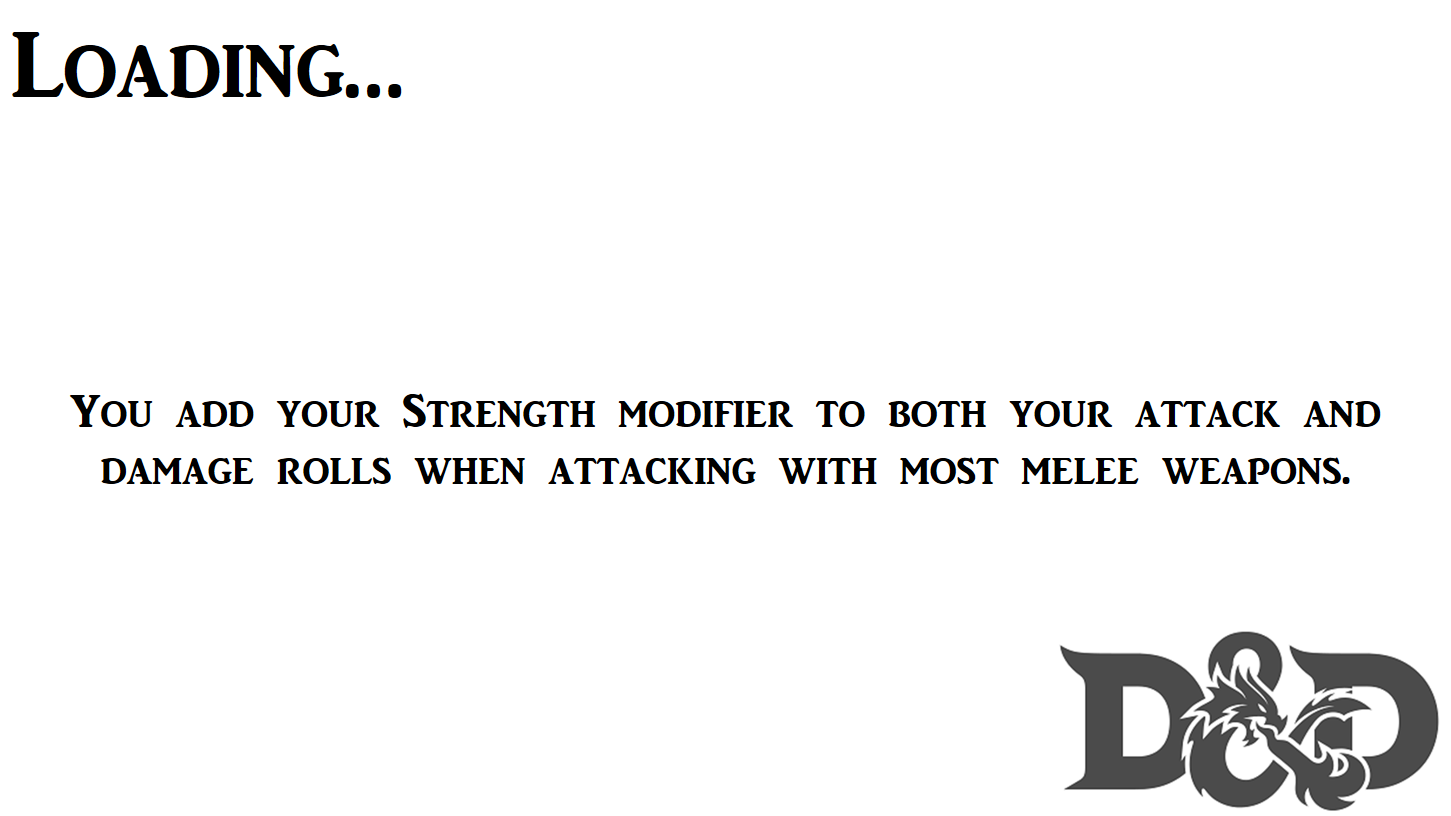 Loading...
You add your Strength modifier to both your attack and
damage rolls when attacking with most melee weapons.
D&D